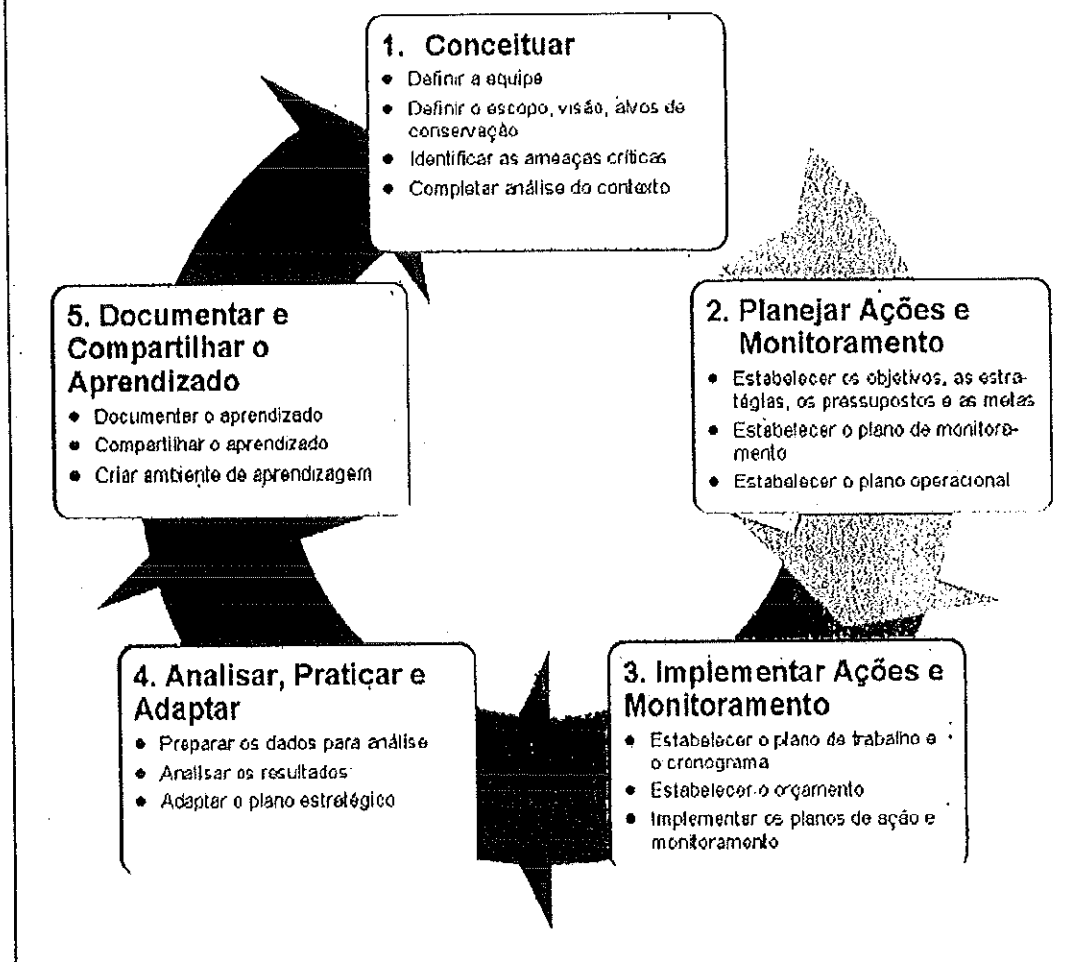 1. Conceituar
• Definir a equipe
• Definir o escopo, visão, alvos de
conservação
• Identificar as ameaças críticas
• Completar análise do contexto
2. Planejar Ações e
Monitoramento
• Estabelecer os objetivos, as estra-
tégias, os pressupostos e as metas
• Estabelecer o plano de monitora-
mento
• Estabelecer o plano operacional
3. Implementar Ações e
Monitoramento
• Estabelecer o plano de trabalho e
o cronograma
• Estabelecer o orçamento
• Implementar os planos de ação e
monitoramento
4. Analisar, Praticar e
Adaptar
• Preparar os dados para análise
• Analisar os resultados
• Adaptar o plano estratégico
5. Documentar e
Compartilhar o
Aprendizado
• Documentar o aprendizado
• Compartilhar o aprendizado
• Criar ambiente de aprendizagem